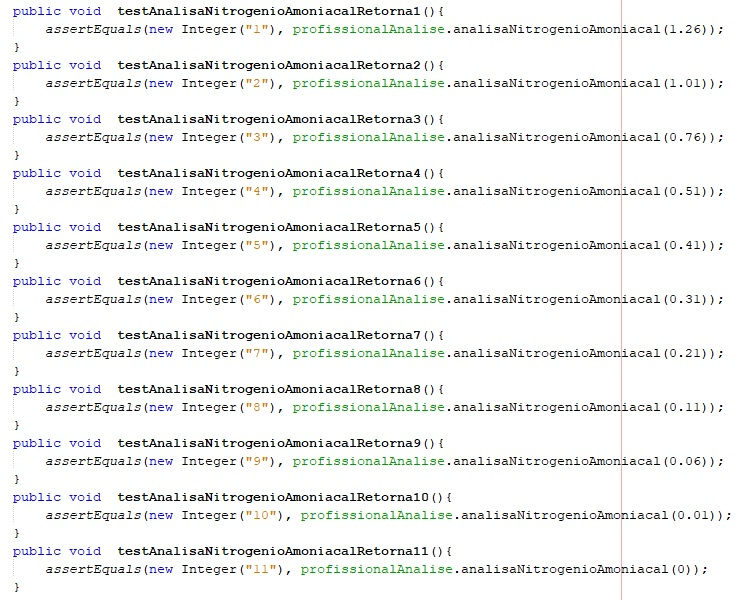 public void  testAnalisaNitrogenioAmoniacalRetorna1(){
    assertEquals(new Integer("1"), profissionalAnalise.analisaNitrogenioAmoniacal(1.26));
}
public void  testAnalisaNitrogenioAmoniacalRetorna2(){
    assertEquals(new Integer("2"), profissionalAnalise.analisaNitrogenioAmoniacal(1.01));
}
public void  testAnalisaNitrogenioAmoniacalRetorna3(){
    assertEquals(new Integer("3"), profissionalAnalise.analisaNitrogenioAmoniacal(0.76));
}
public void  testAnalisaNitrogenioAmoniacalRetorna4(){
    assertEquals(new Integer("4"), profissionalAnalise.analisaNitrogenioAmoniacal(0.51));
}
public void  testAnalisaNitrogenioAmoniacalRetorna5(){
    assertEquals(new Integer("5"), profissionalAnalise.analisaNitrogenioAmoniacal(0.41));
}
public void  testAnalisaNitrogenioAmoniacalRetorna6(){
    assertEquals(new Integer("6"), profissionalAnalise.analisaNitrogenioAmoniacal(0.31));
}
public void  testAnalisaNitrogenioAmoniacalRetorna7(){
    assertEquals(new Integer("7"), profissionalAnalise.analisaNitrogenioAmoniacal(0.21));
}
public void  testAnalisaNitrogenioAmoniacalRetorna8(){
    assertEquals(new Integer("8"), profissionalAnalise.analisaNitrogenioAmoniacal(0.11));
}
public void  testAnalisaNitrogenioAmoniacalRetorna9(){
    assertEquals(new Integer("9"), profissionalAnalise.analisaNitrogenioAmoniacal(0.06));
}
public void  testAnalisaNitrogenioAmoniacalRetorna10(){
    assertEquals(new Integer("10"), profissionalAnalise.analisaNitrogenioAmoniacal(0.01));
}
public void  testAnalisaNitrogenioAmoniacalRetorna11(){
    assertEquals(new Integer("11"), profissionalAnalise.analisaNitrogenioAmoniacal(0));
}